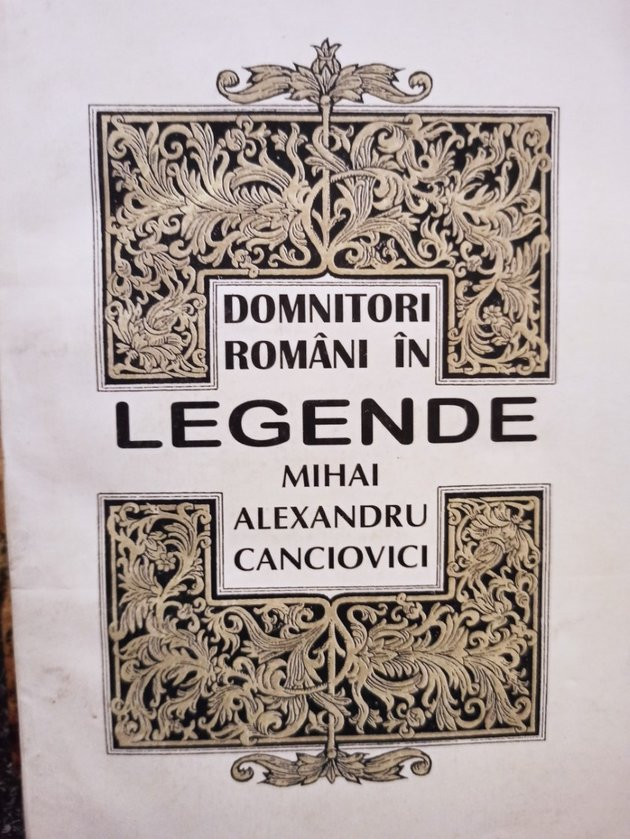 DOMNITORI
ROMÂNI ÎN
LEGENDE
MIHAI
ALEXANDRU
CANCIOVICI